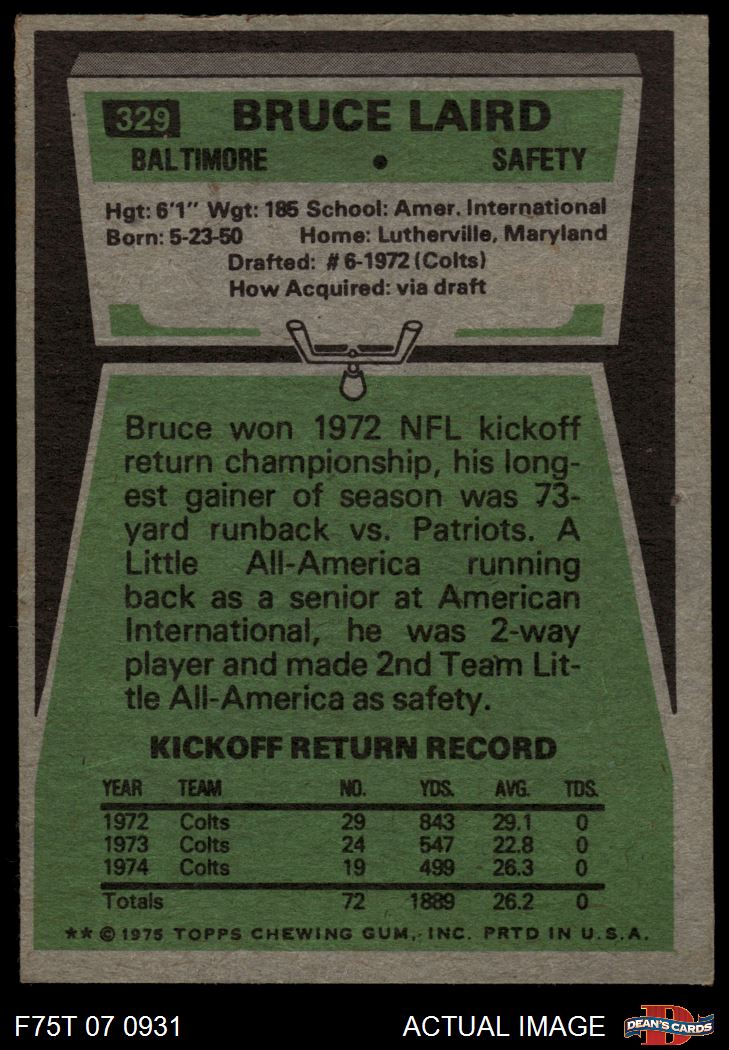 329 BRUCE LAIRD
BALTIMORE • SAFETY
Hgt: 6'1" Wgt: 185 School: Amer. International
Born: 5-23-50 Home: Lutherville, Maryland
Drafted: #6-1972 (Colts)
How Acquired: via draft
Bruce won 1972 NFL kickoff
return championship, his long-
est gainer of season was 73-
yard runback vs. Patriots. A
Little All-America running
back as a senior at American
International, he was 2-way
player and made 2nd Team Lit-
tle All-America as safety.
KICKOFF RETURN RECORD
YEAR TEAM NO. YDS. AVG. TDS.
1972 Colts 29 843 29.1 0
1973 Colts 24 547 22.8 0
1974 Colts 19 499 26.3 0
Totals 72 1889 26.2 0
** © 1975 TOPPS CHEWING GUM, INC. PRTD IN U.S.A.
F75T 07 0931 ACTUAL IMAGE D DEAN'S CARDS